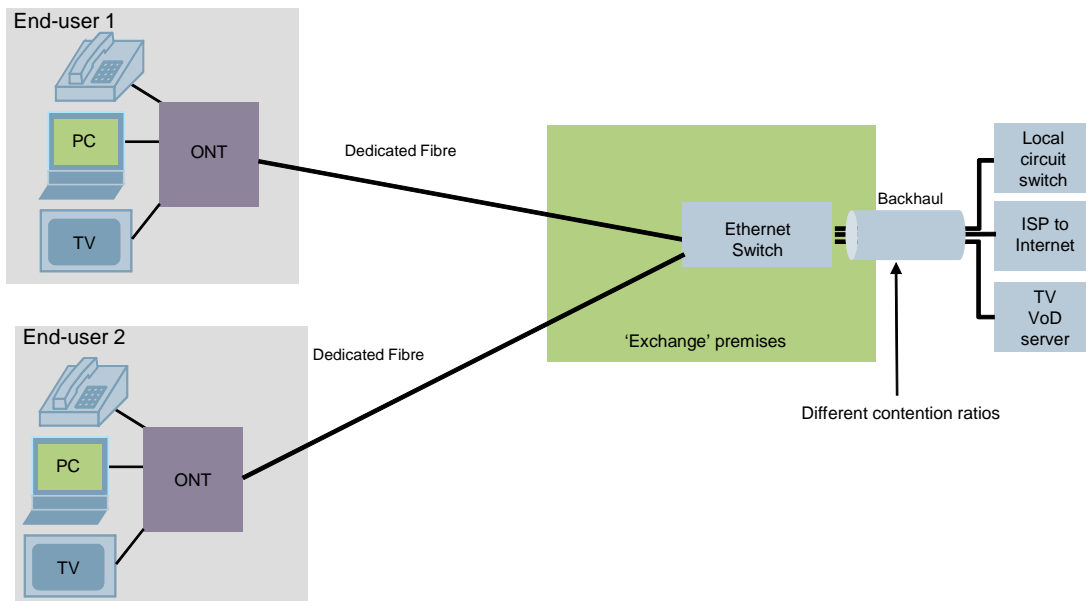 End-user 1
PC
ONT
TV
Dedicated Fibre
Ethernet
Switch
'Exchange' premises
Backhaul
Local
circuit
switch
ISP to
Internet
TV
VoD
server
Different contention ratios
End-user 2
Dedicated Fibre
PC
ONT
TV